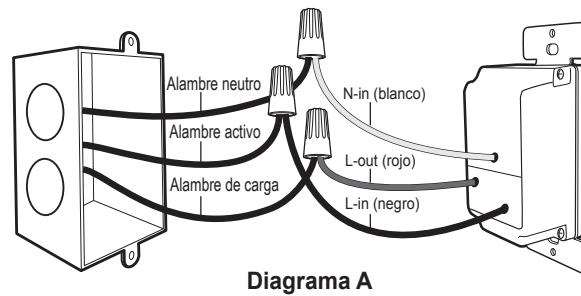 Alambre neutro
N-in (blanco)
Alambre activo
L-out (rojo)
Alambre de carga
L-in (negro)
Diagrama A